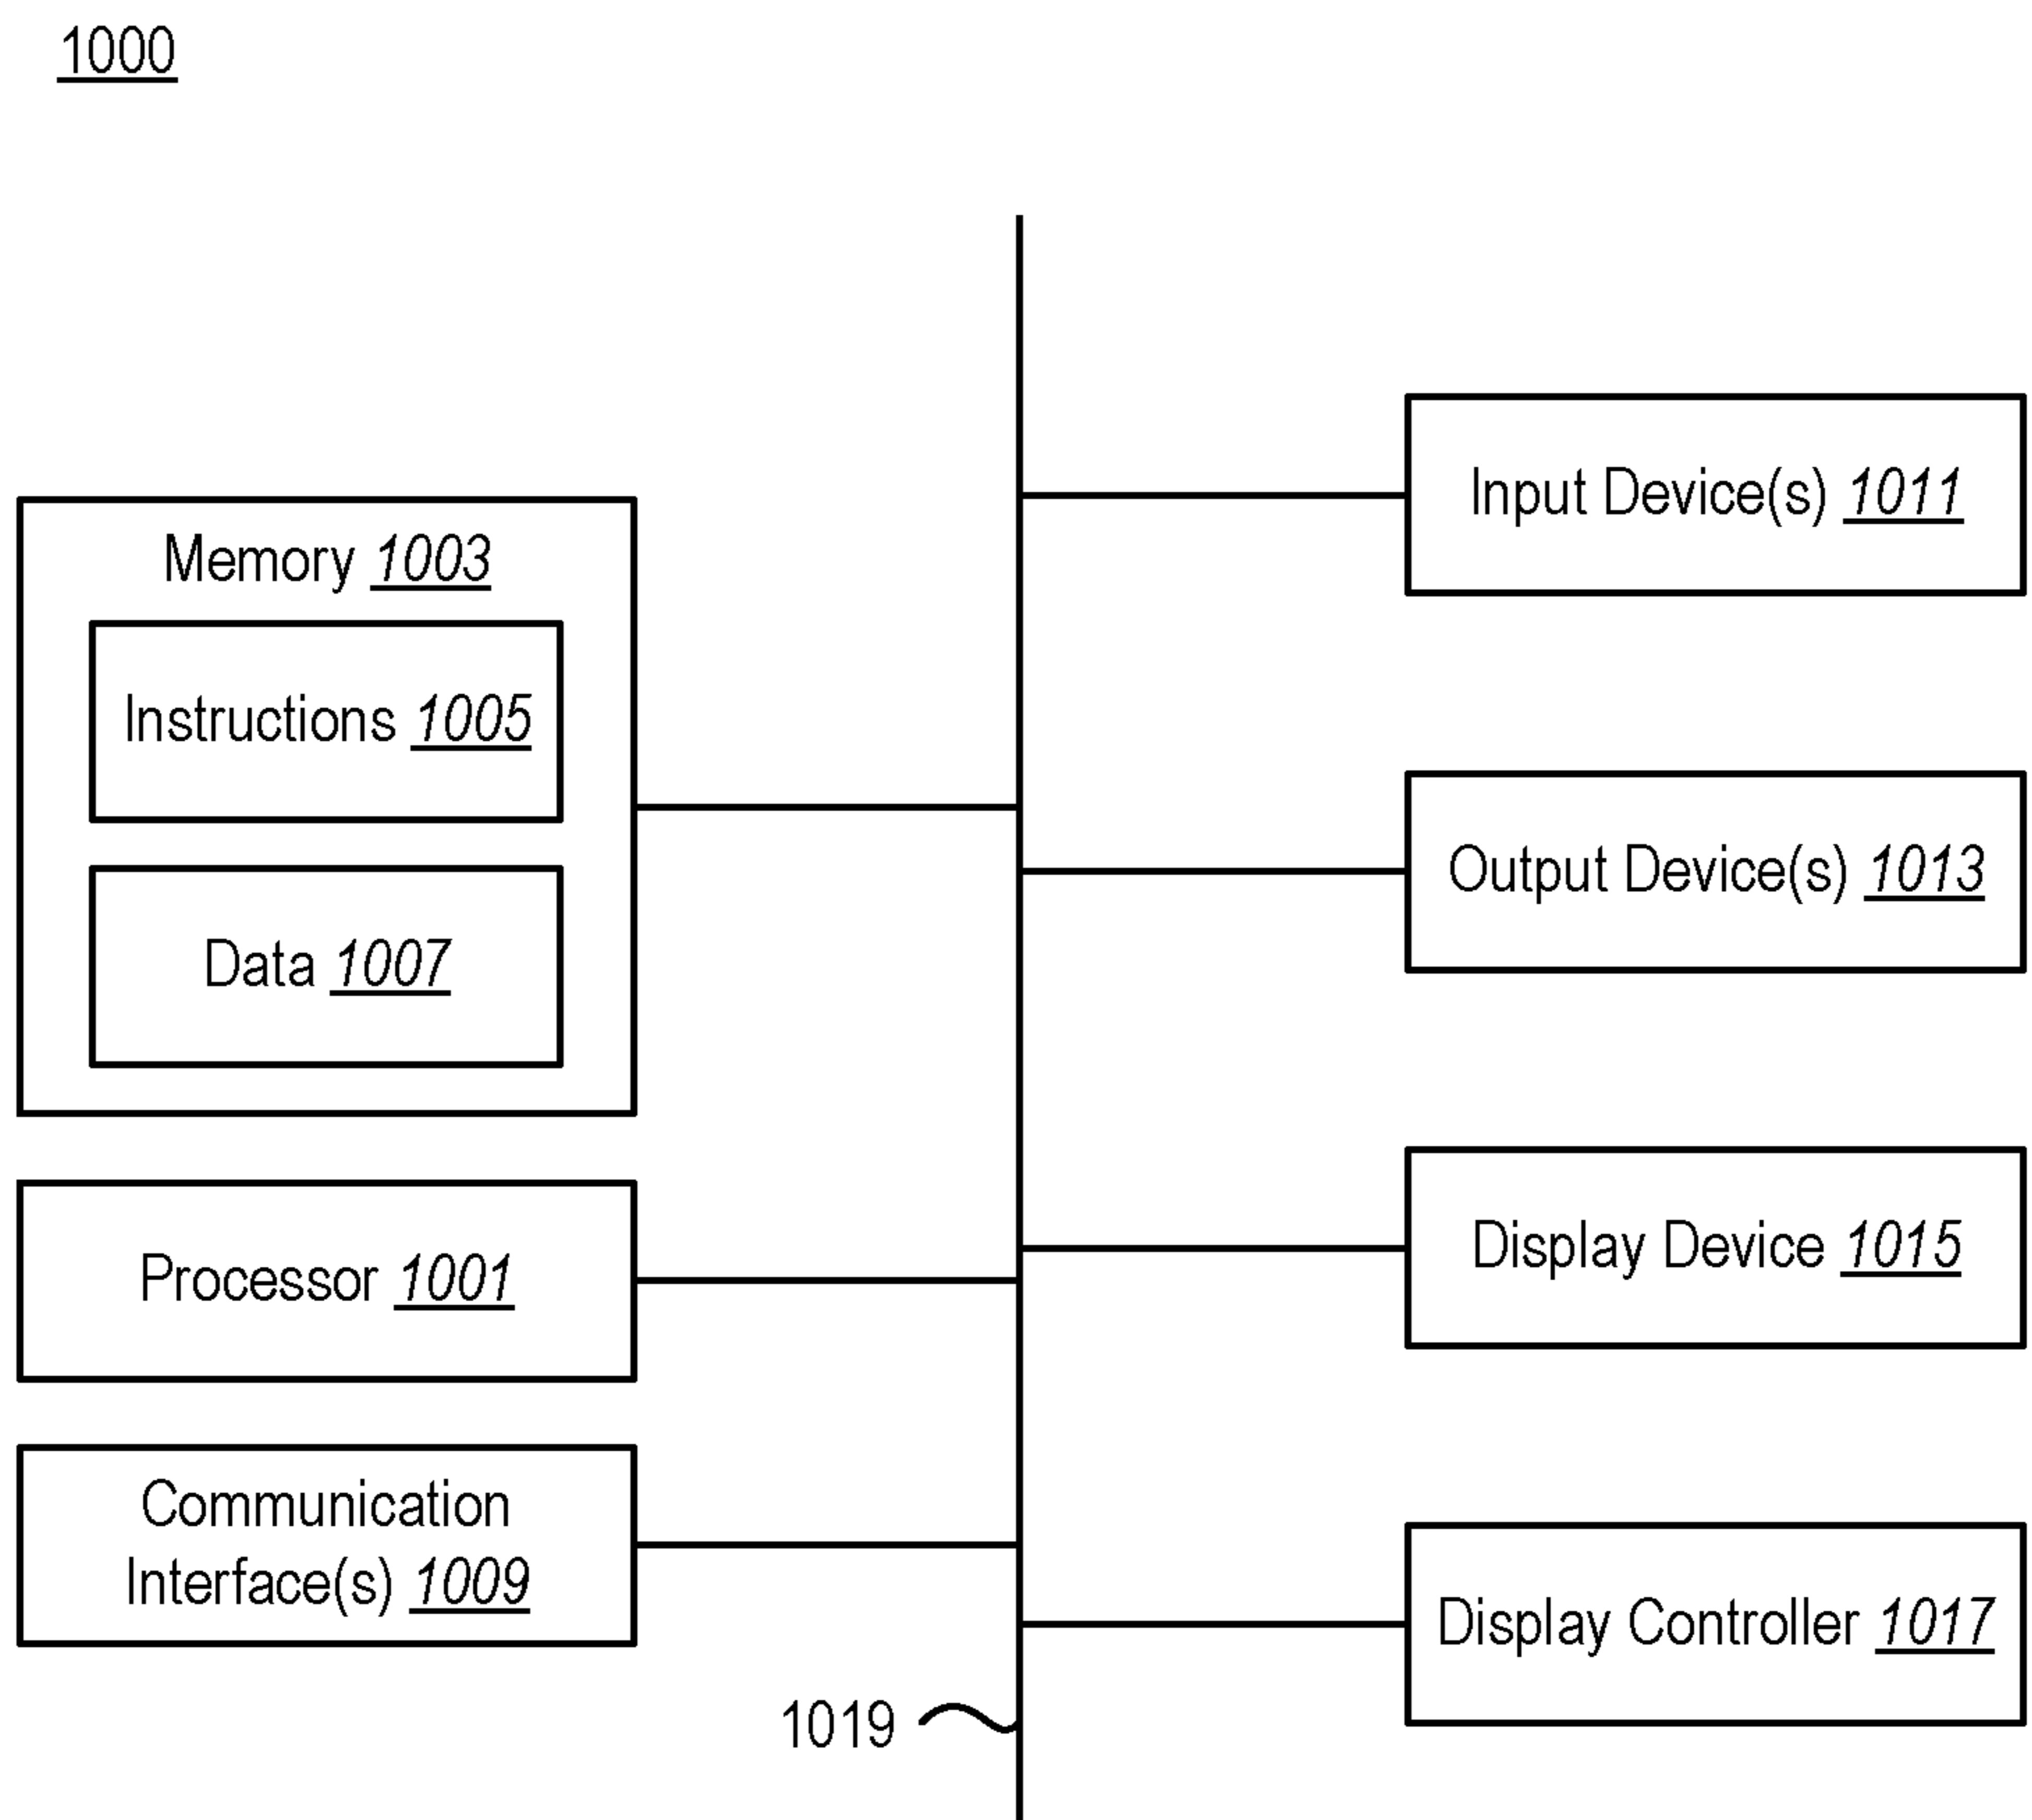 1000
Memory 1003
Instructions 1005
Data 1007
Processor 1001
Communication
Interface(s) 1009
1019
Input Device(s) 1011
Output Device(s) 1013
Display Device 1015
Display Controller 1017